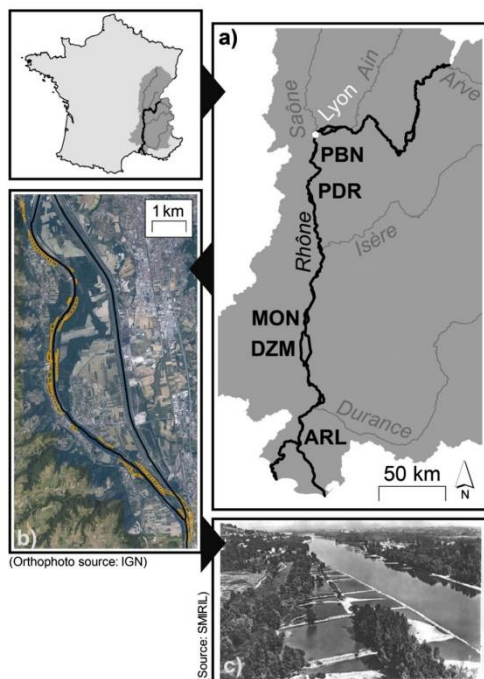 a)
Saône
Ain
Arve
Lyon
PBN
PDR
Rhône
Isère
MON
DZM
Durance
ARL
50 km
N
1 km
b)
(Orthophoto source: IGN)
Source: SMIRIL)
c)